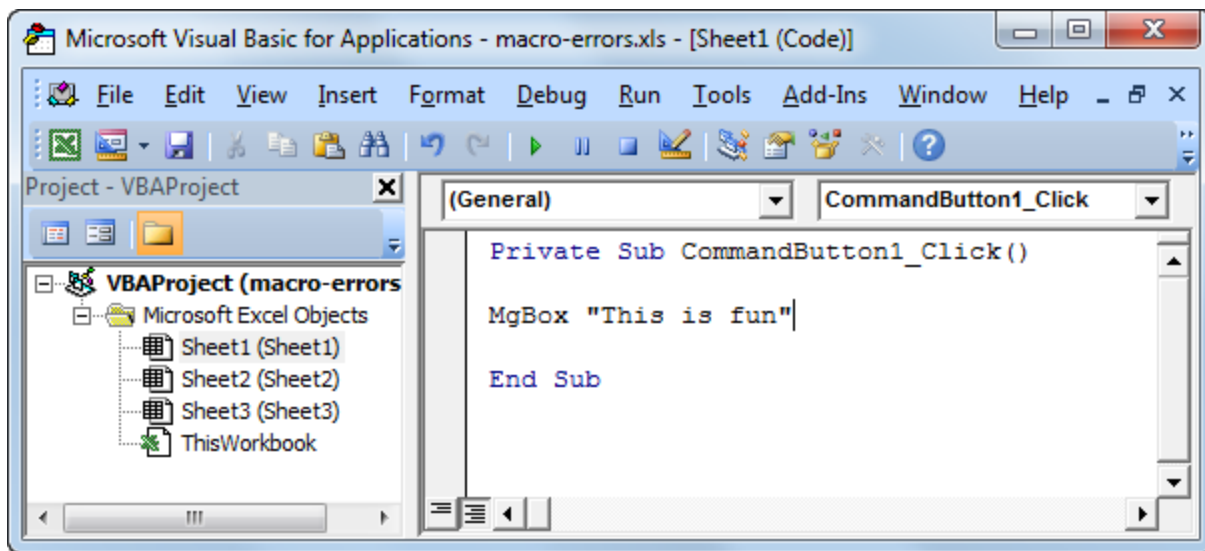 Microsoft Visual Basic for Applications - macro-errors.xls - [Sheet1 (Code)]
File Edit View Insert Format Debug Run Tools Add-Ins Window Help
Project - VBAProject
(General) CommandButton1_Click
VBAProject (macro-errors
Microsoft Excel Objects
Sheet1 (Sheet1)
Sheet2 (Sheet2)
Sheet3 (Sheet3)
ThisWorkbook
Private Sub CommandButton1_Click()
MgBox "This is fun"
End Sub